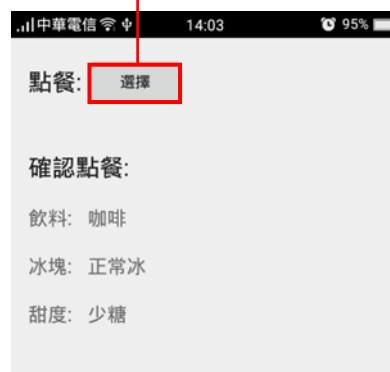 中華電信 14:03 95%
點餐: 選擇
確認點餐:
飲料: 咖啡
冰塊: 正常冰
甜度: 少糖